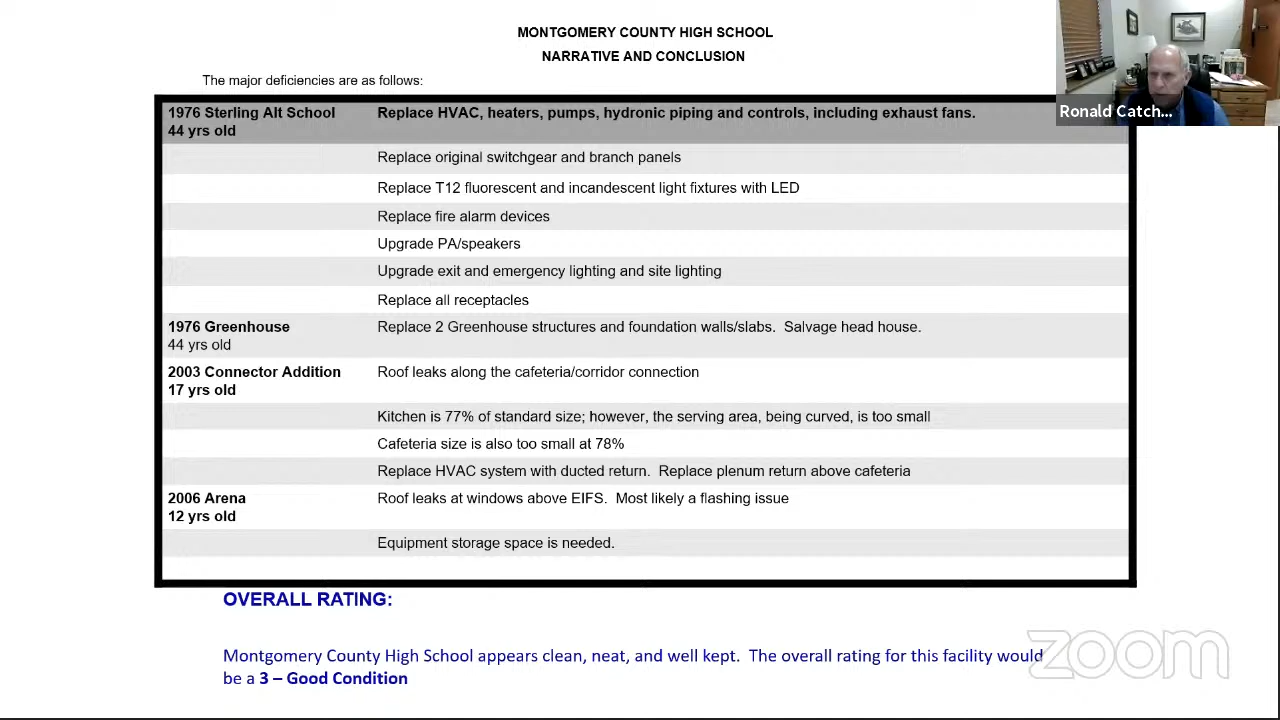 MONTGOMERY COUNTY HIGH SCHOOL
NARRATIVE AND CONCLUSION
The major deficiencies are as follows:
Ronald Catch...
1976 Sterling Alt School
44 yrs old
Replace HVAC, heaters, pumps, hydronic piping and controls, including exhaust fans.
Replace original switchgear and branch panels
Replace T12 fluorescent and incandescent light fixtures with LED
Replace fire alarm devices
Upgrade PA/speakers
Upgrade exit and emergency lighting and site lighting
Replace all receptacles
1976 Greenhouse
44 yrs old
Replace 2 Greenhouse structures and foundation walls/slabs. Salvage head house.
2003 Connector Addition
17 yrs old
Roof leaks along the cafeteria/corridor connection
Kitchen is 77% of standard size; however, the serving area, being curved, is too small
Cafeteria size is also too small at 78%
Replace HVAC system with ducted return. Replace plenum return above cafeteria
2006 Arena
12 yrs old
Roof leaks at windows above EIFS. Most likely a flashing issue
Equipment storage space is needed.
OVERALL RATING:
Montgomery County High School appears clean, neat, and well kept. The overall rating for this facility would
be a 3 – Good Condition
zoom